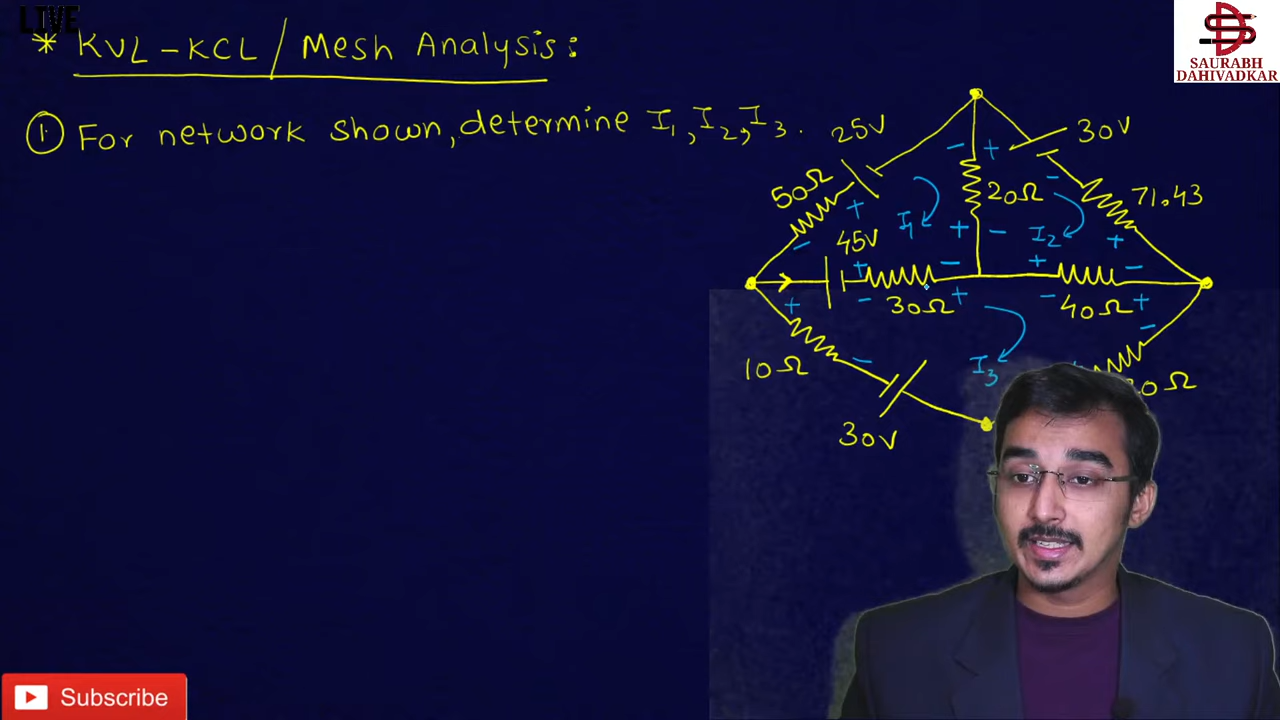 LIVE
* KVL-KCL / Mesh Analysis:
① For network shown, determine I₁, I₂, I₃.
SAURABH
DAHIVADKAR
25V
30V
50Ω
20Ω
71.43
- +
-
+
-
45V
I₁
+ -
I₂
+
+
-
+
-
-
30Ω
+
-
40Ω
+
+
-
10Ω
-
I₃
30V
Subscribe